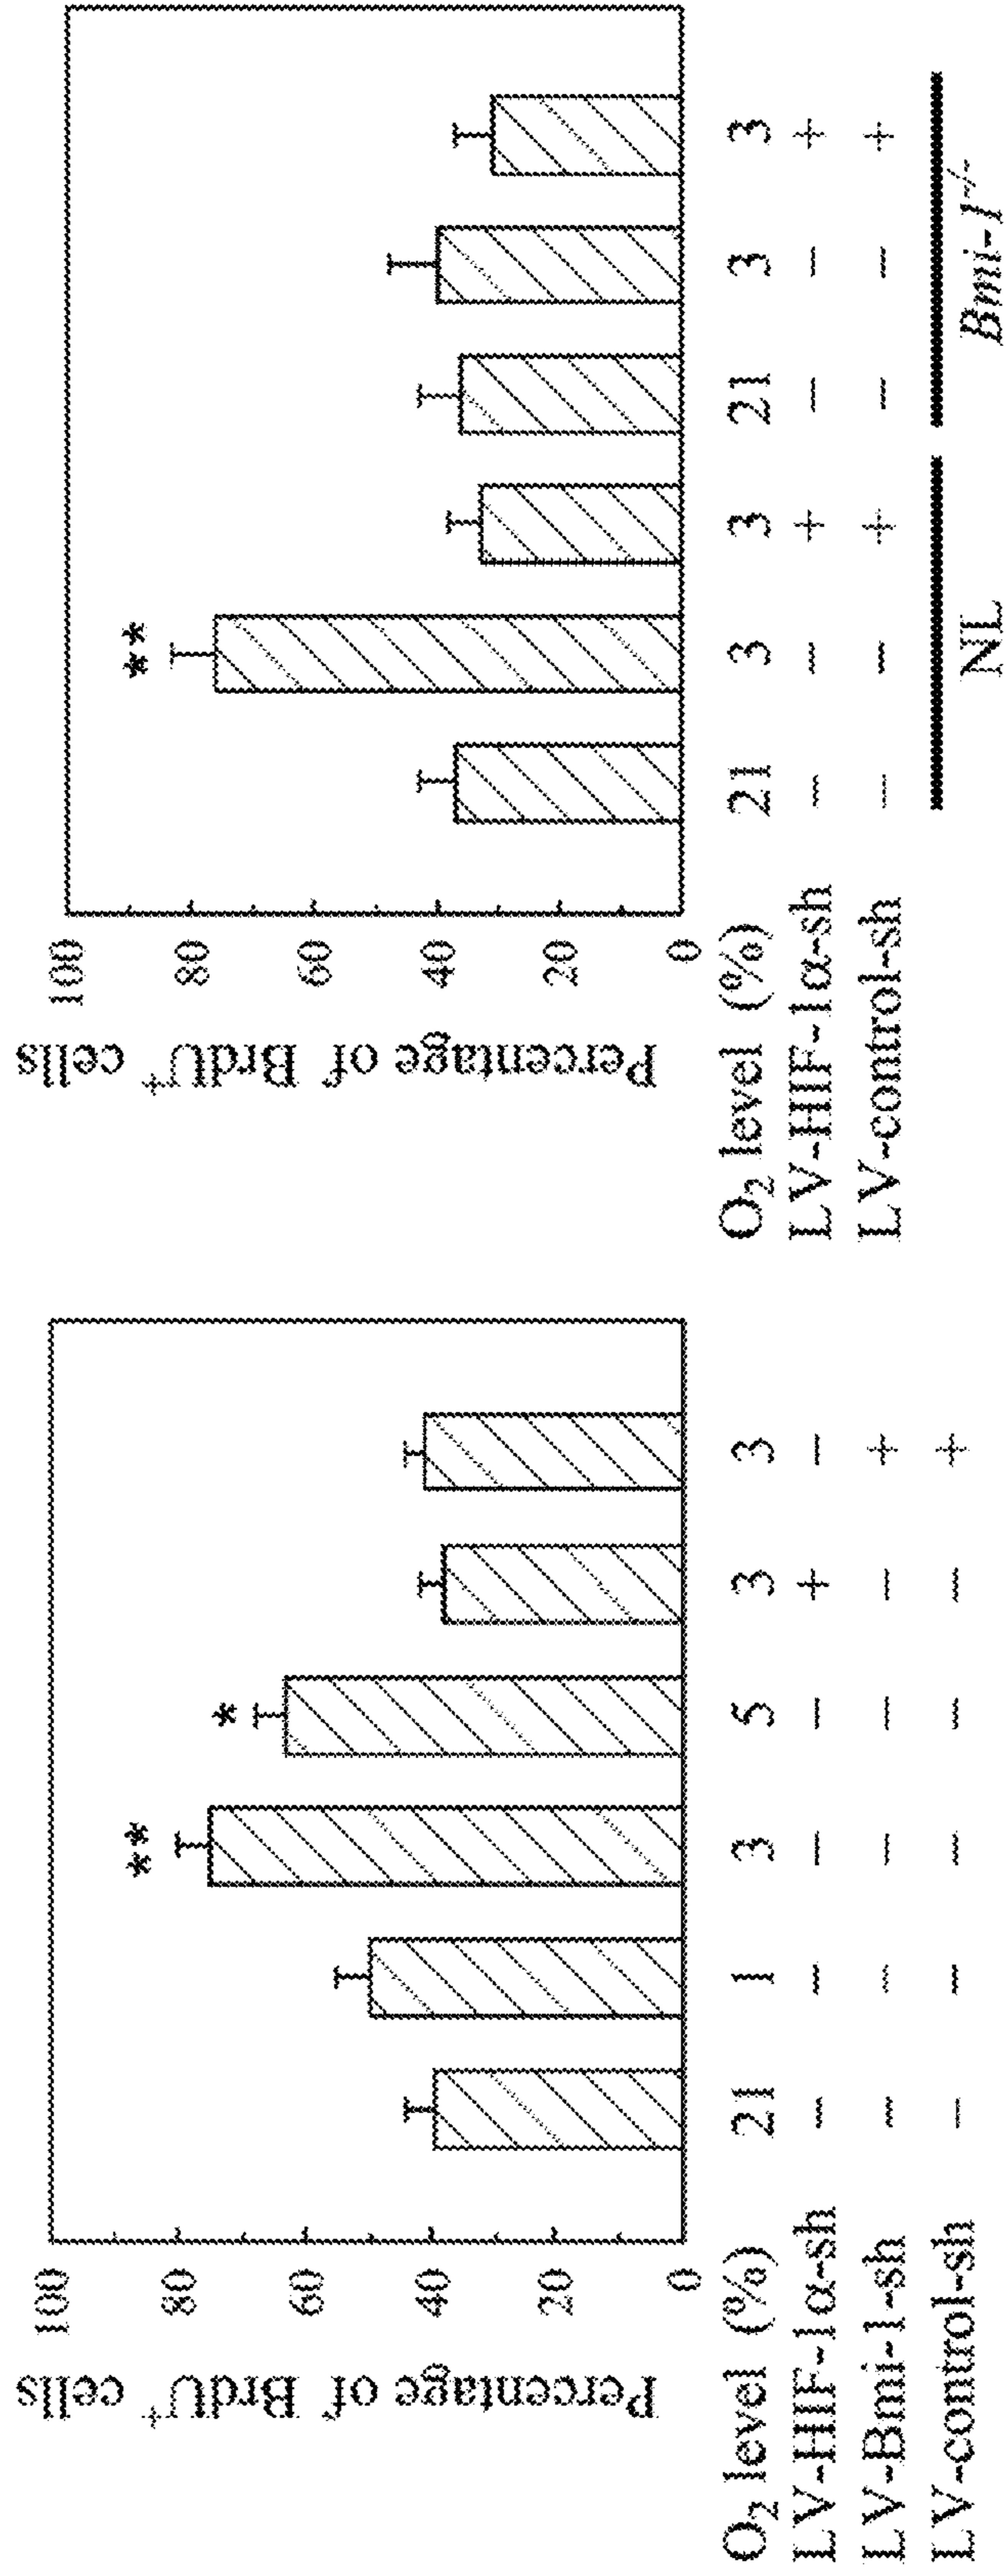 Percentage of BrdU⁺ cells
100
80
60
40
20
0
** *
O₂ level (%) 21 1 3 5 3 3
LV-HIF-1α-sh − − − − + −
LV-Bmi-1-sh − − − − − +
LV-control-sh − − − − − +
Percentage of BrdU⁺ cells
100
80
60
40
20
0
**
O₂ level (%) 21 3 3 21 3 3
LV-HIF-1α-sh − − + − − +
LV-control-sh − − + − − +
NL Bmi-1⁻/⁻